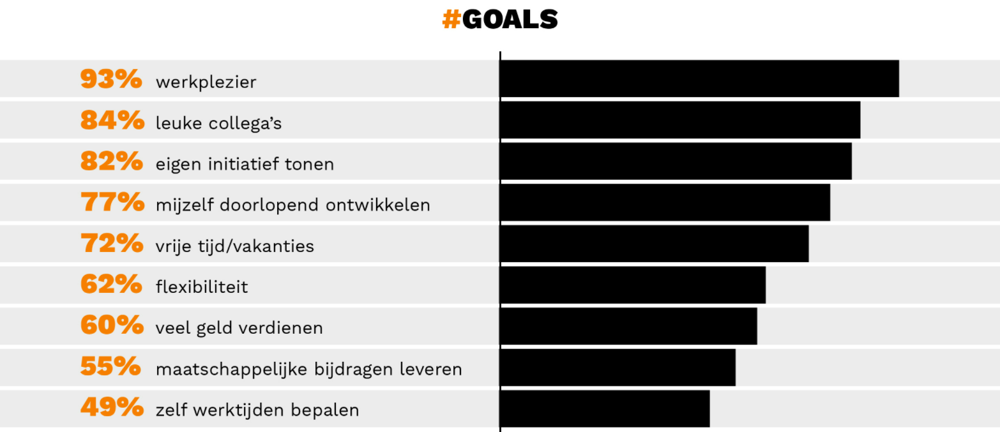 #GOALS
93% werkplezier
84% leuke collega's
82% eigen initiatief tonen
77% mijzelf doorlopend ontwikkelen
72% vrije tijd/vakanties
62% flexibiliteit
60% veel geld verdienen
55% maatschappelijke bijdragen leveren
49% zelf werktijden bepalen